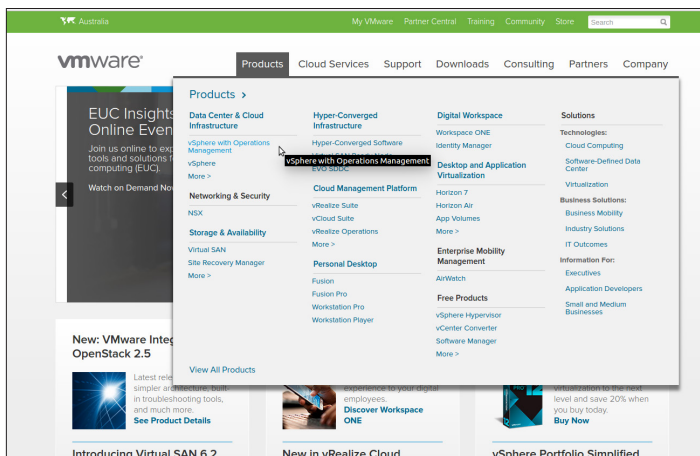 Australia
My VMware Partner Central Training Community Store Search
vmware®
Products Cloud Services Support Downloads Consulting Partners Company
EUC Insights
Online Even
Join us online to exp
tools and solutions f
computing (EUC).
Watch on Demand Now
Products >
Data Center & Cloud
Infrastructure
vSphere with Operations
Management
vSphere
More >
Networking & Security
NSX
Storage & Availability
Virtual SAN
Site Recovery Manager
More >
Hyper-Converged
Infrastructure
Hyper-Converged Software
vSphere with Operations Management
EVO SDDC
Cloud Management Platform
vRealize Suite
vCloud Suite
vRealize Operations
More >
Personal Desktop
Fusion
Fusion Pro
Workstation Pro
Workstation Player
Digital Workspace
Workspace ONE
Identity Manager
Desktop and Application
Virtualization
Horizon 7
Horizon Air
App Volumes
More >
Enterprise Mobility
Management
AirWatch
Free Products
vSphere Hypervisor
vCenter Converter
Software Manager
More >
Solutions
Technologies:
Cloud Computing
Software-Defined Data
Center
Virtualization
Business Solutions:
Business Mobility
Industry Solutions
IT Outcomes
Information For:
Executives
Application Developers
Small and Medium
Businesses
View All Products
New: VMware Integ
OpenStack 2.5
Latest rele
simpler architecture, built-
in troubleshooting tools,
and much more.
See Product Details
experience to your digital
employees.
Discover Workspace
ONE
PRO
virtualization to the next
level and save 20% when
you buy today.
Buy Now
Introducing Virtual SAN 6.2
New in vRealize Cloud
vSphere Portfolio Simplified